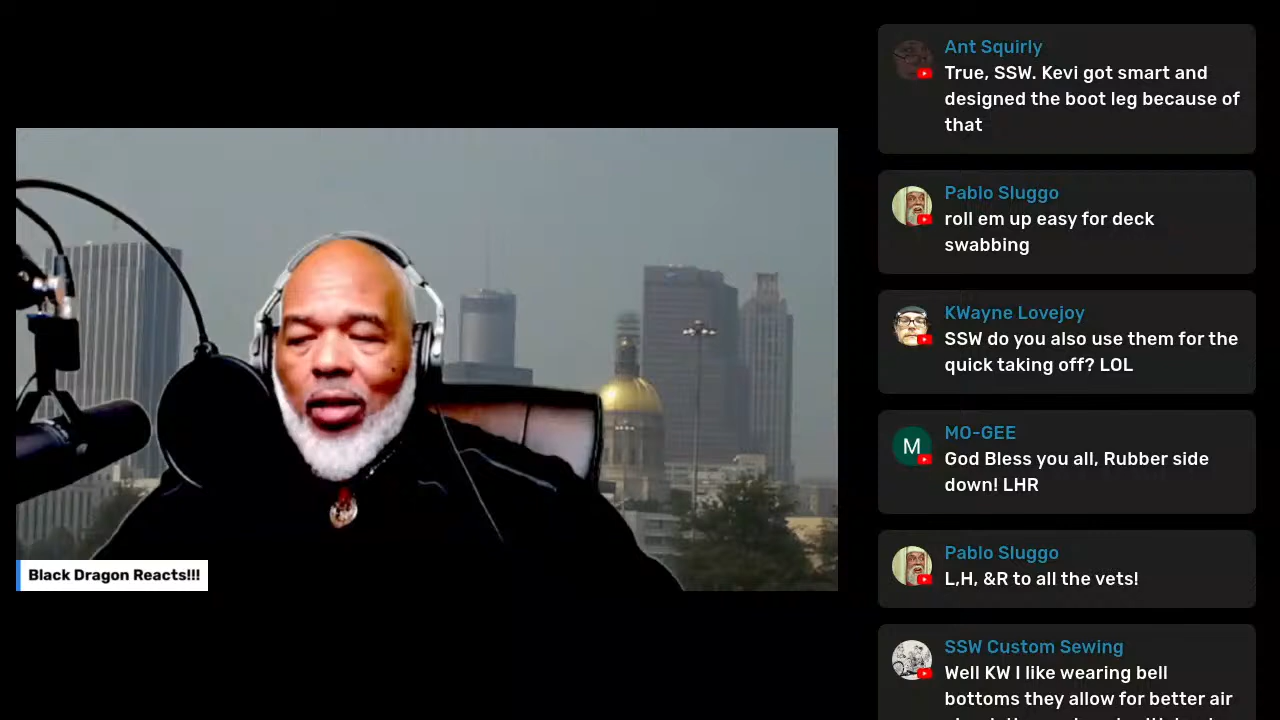 Ant Squirly
True, SSW. Kevi got smart and
designed the boot leg because of
that
Pablo Sluggo
roll em up easy for deck
swabbing
KWayne Lovejoy
SSW do you also use them for the
quick taking off? LOL
M
MO-GEE
God Bless you all, Rubber side
down! LHR
Pablo Sluggo
L,H, &R to all the vets!
SSW Custom Sewing
Well KW I like wearing bell
bottoms they allow for better air
Black Dragon Reacts!!!